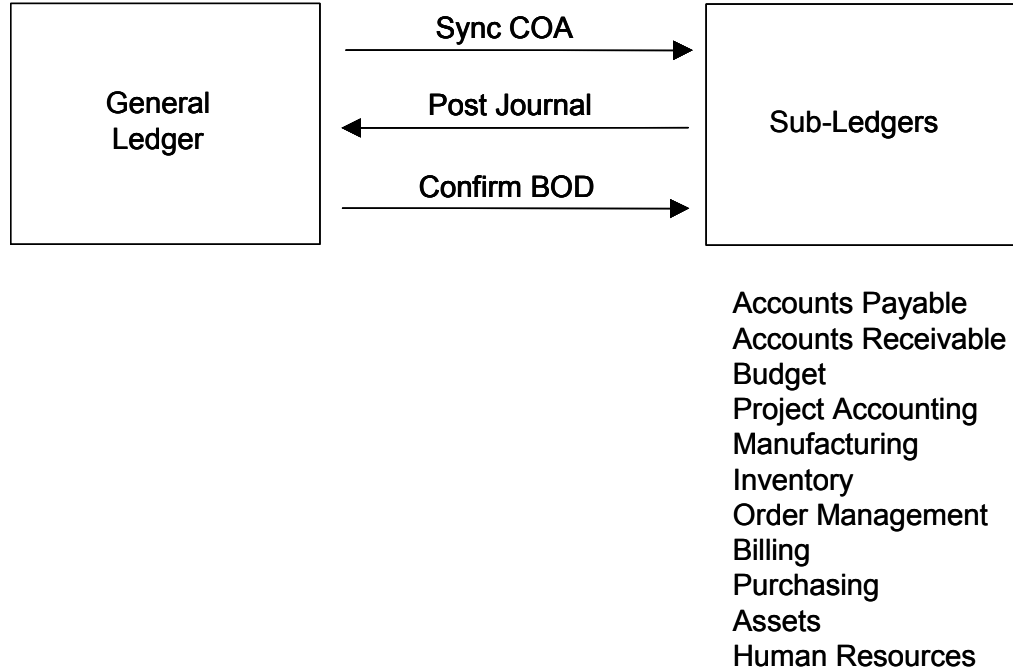 Sync COA
General
Ledger
Post Journal
Sub-Ledgers
Confirm BOD
Accounts Payable
Accounts Receivable
Budget
Project Accounting
Manufacturing
Inventory
Order Management
Billing
Purchasing
Assets
Human Resources